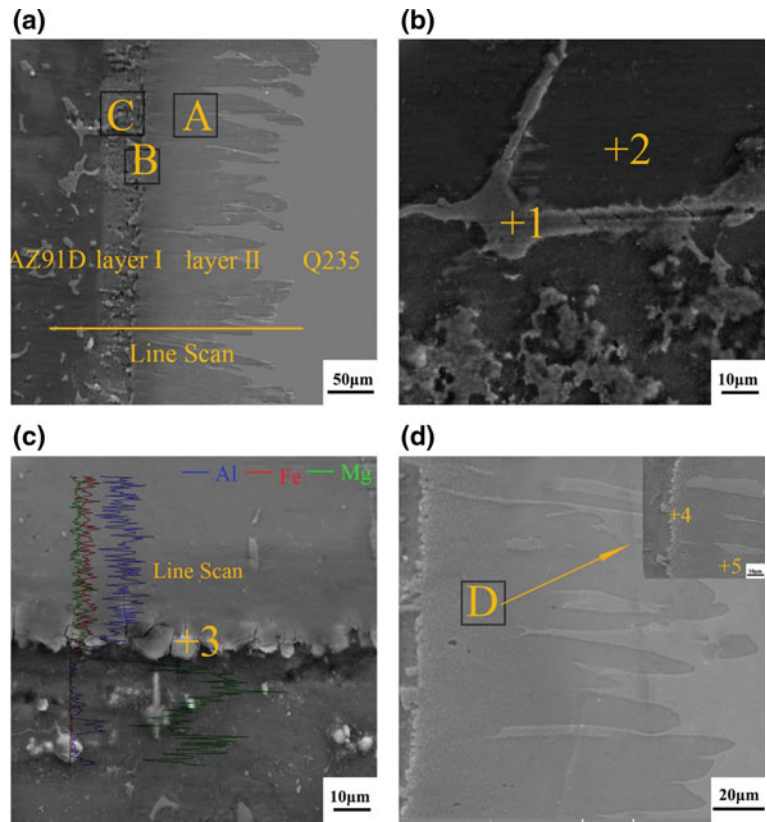 (a)
C
A
B
AZ91D layer I layer II Q235
Line Scan
50μm
(b)
+2
+1
10μm
(c)
Al Fe Mg
Line Scan
+3
10μm
(d)
+4
+5
D
20μm